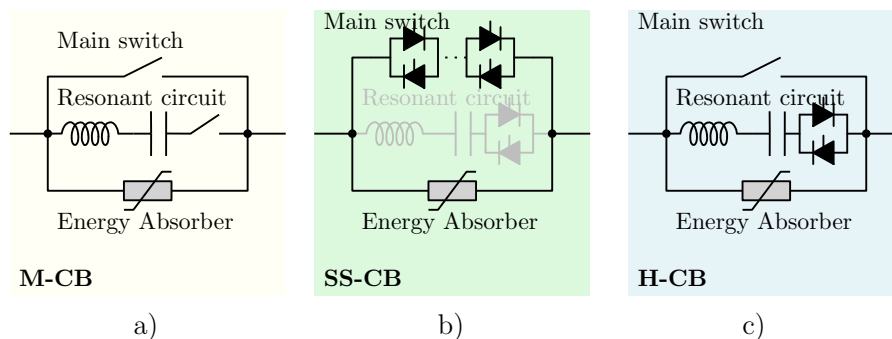 Main switch
Resonant circuit
Energy Absorber
M-CB
a)
Main switch
...
Resonant circuit
Energy Absorber
SS-CB
b)
Main switch
Resonant circuit
Energy Absorber
H-CB
c)